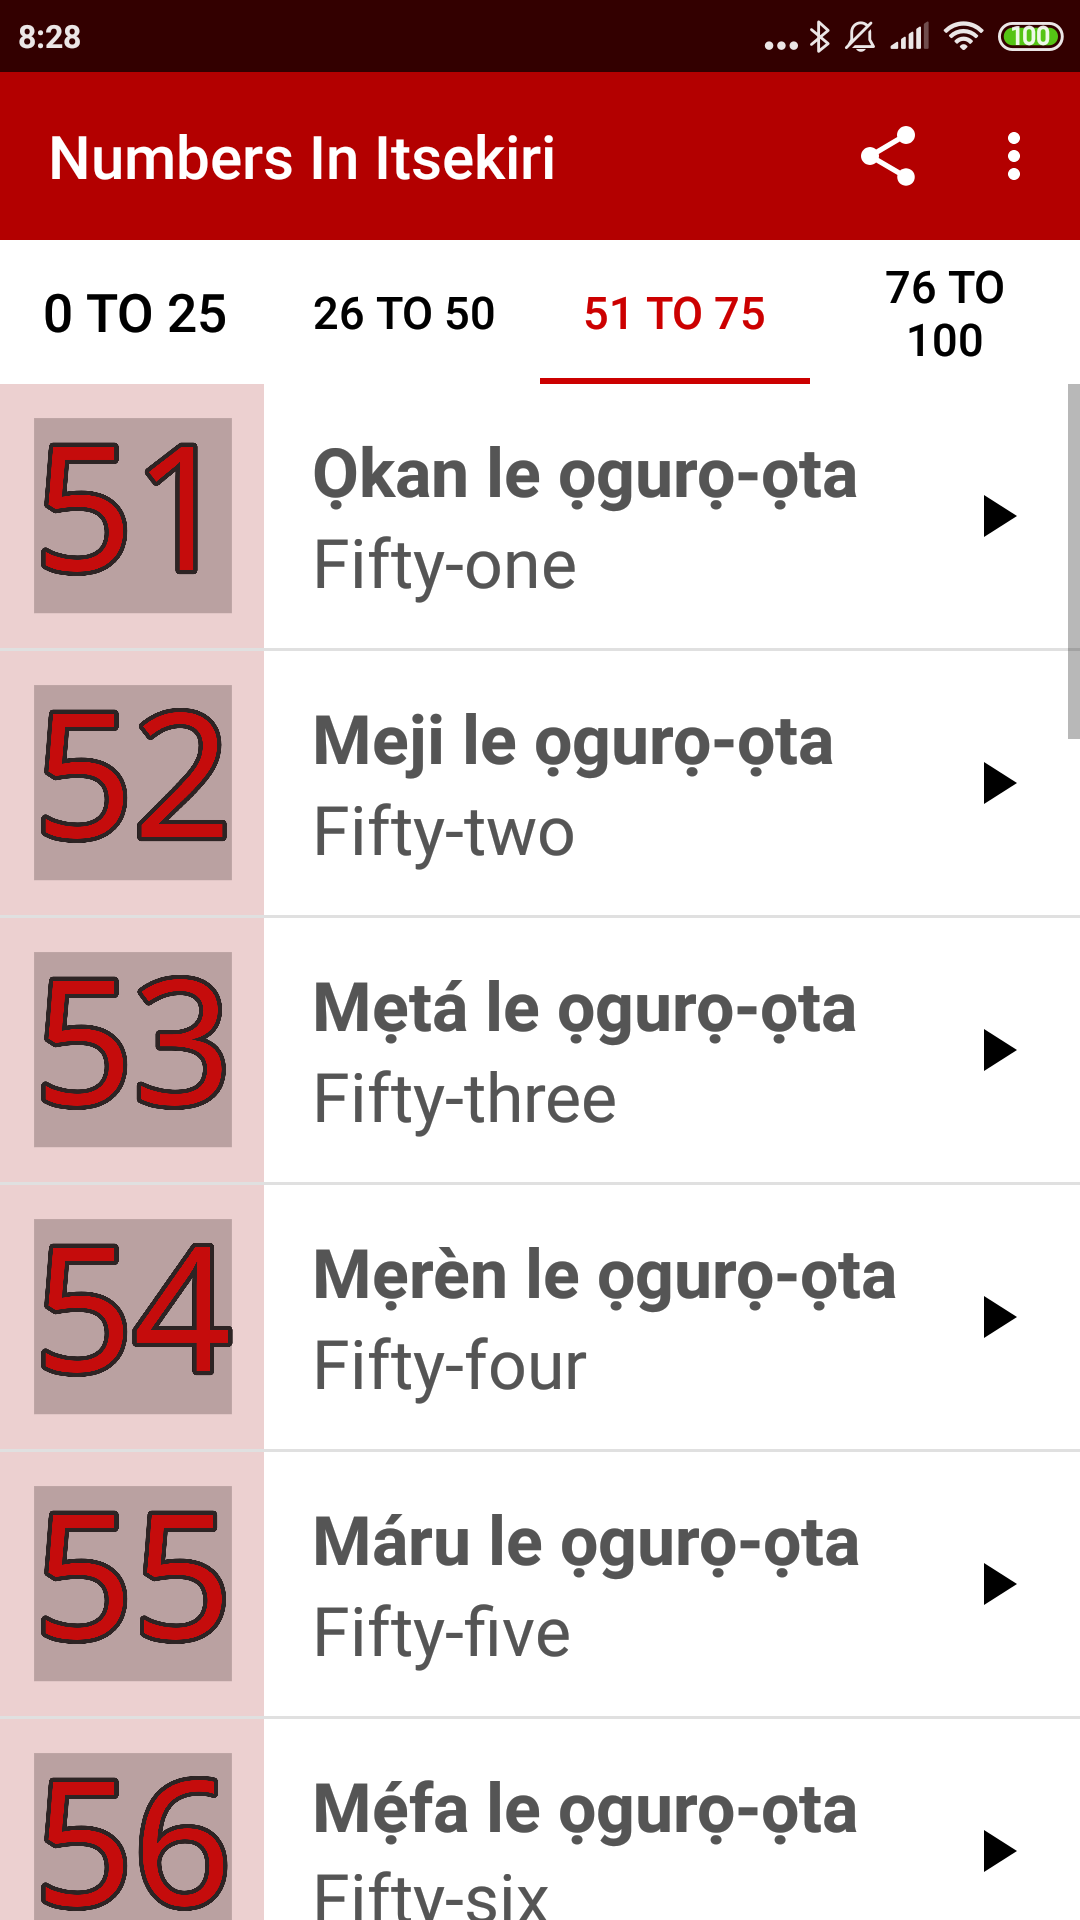 8:28
100
Numbers In Itsekiri
0 TO 25
26 TO 50
51 TO 75
76 TO
100
51
Ọkan le ọgurọ-ọta
Fifty-one
52
Meji le ọgurọ-ọta
Fifty-two
53
Mẹtá le ọgurọ-ọta
Fifty-three
54
Mẹrèn le ọgurọ-ọta
Fifty-four
55
Máru le ọgurọ-ọta
Fifty-five
56
Mẹ́fa le ọgurọ-ọta
Fifty-six